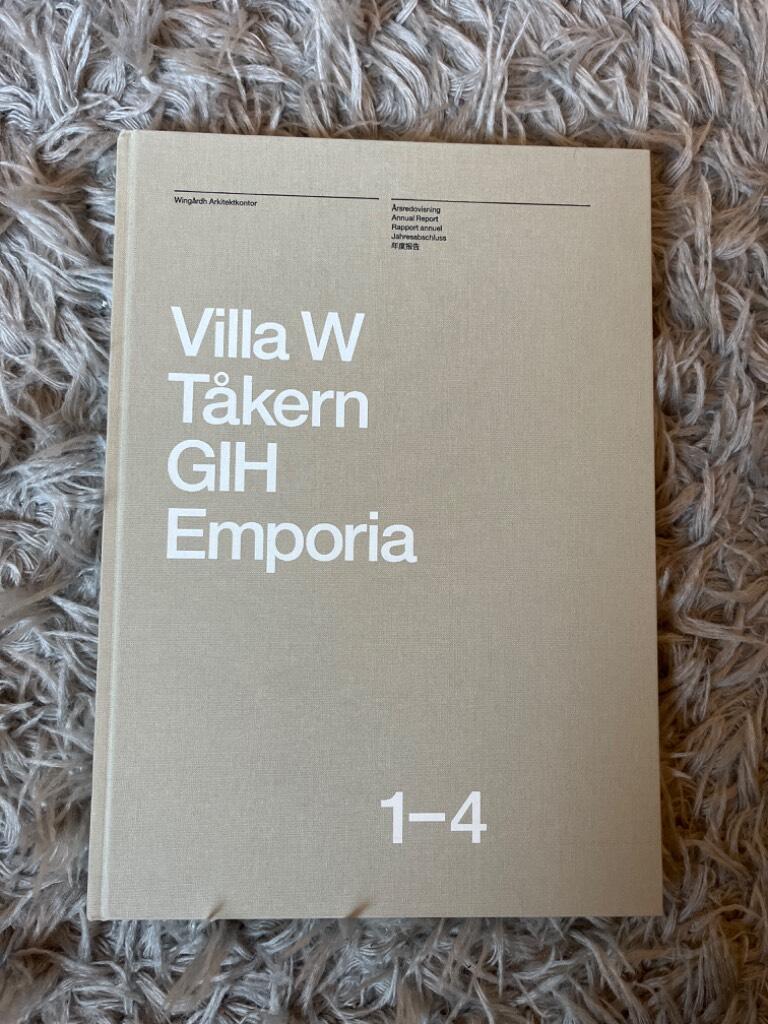 Wingårdh Arkitektkontor
Årsredovisning
Annual Report
Rapport annuel
Jahresabschluss
年度报告
Villa W
Tåkern
GIH
Emporia
1–4